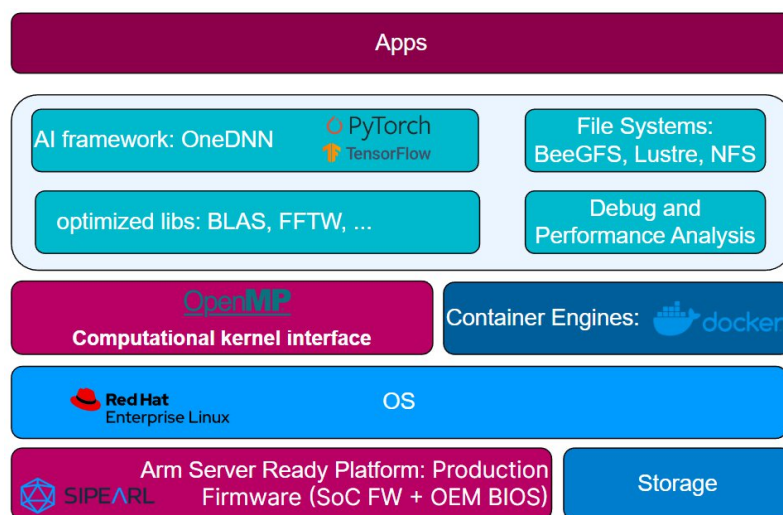 Apps
AI framework: OneDNN
PyTorch
TensorFlow
File Systems:
BeeGFS, Lustre, NFS
optimized libs: BLAS, FFTW, ...
Debug and
Performance Analysis
OpenMP
Computational kernel interface
Container Engines:
docker
Red Hat
Enterprise Linux
OS
Arm Server Ready Platform: Production
Firmware (SoC FW + OEM BIOS)
SIPEARL
Storage